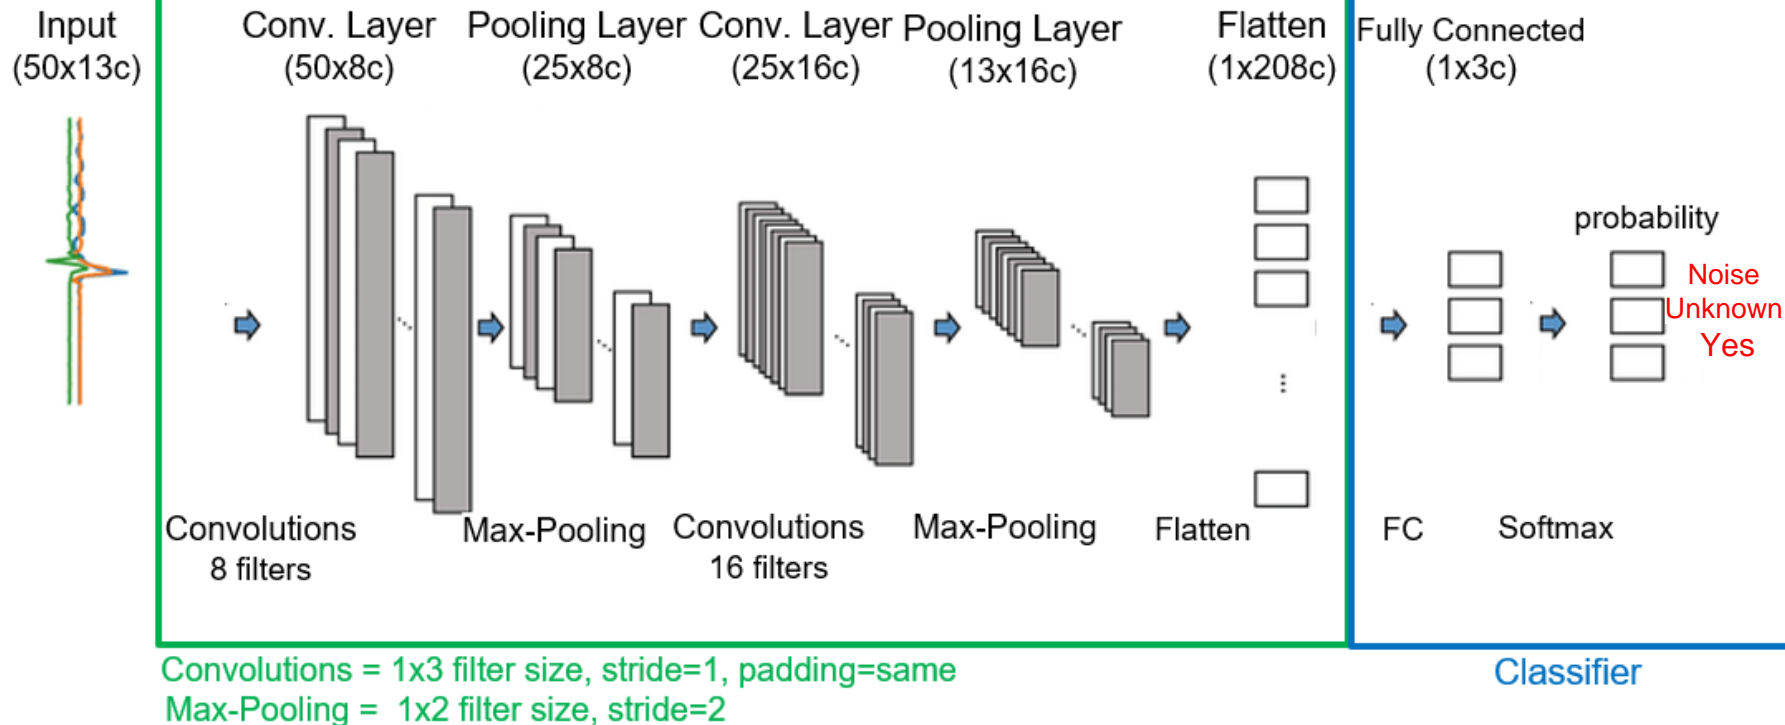 Input
(50x13c)
Conv. Layer
(50x8c)
Pooling Layer
(25x8c)
Conv. Layer
(25x16c)
Pooling Layer
(13x16c)
Flatten
(1x208c)
Fully Connected
(1x3c)
probability
Noise
Unknown
Yes
Convolutions
8 filters
Max-Pooling
Convolutions
16 filters
Max-Pooling
Flatten
FC
Softmax
Convolutions = 1x3 filter size, stride=1, padding=same
Max-Pooling = 1x2 filter size, stride=2
Classifier